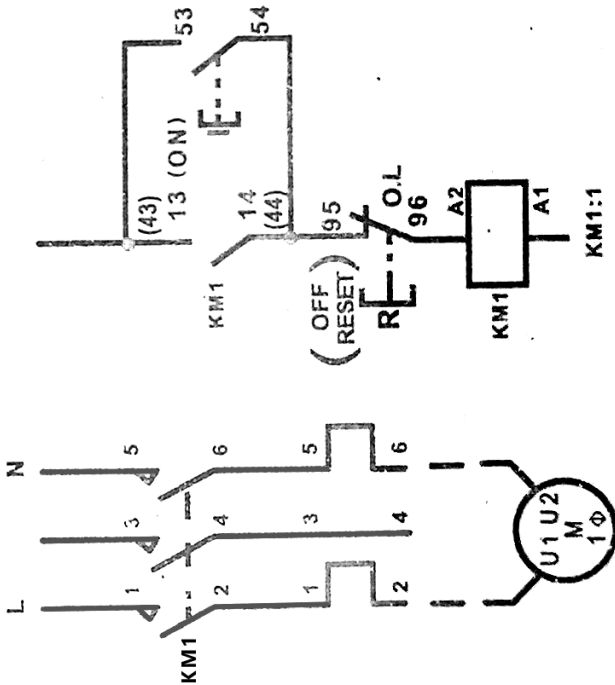 53
54
(43)
13 (ON)
14
(44)
KM1
95
(OFF
RESET)
R
O.L
96
A2
A1
KM1
KM1:1
L
N
1
3
5
KM1
2
4
6
1
3
5
2
4
6
U1 U2
M
1Φ